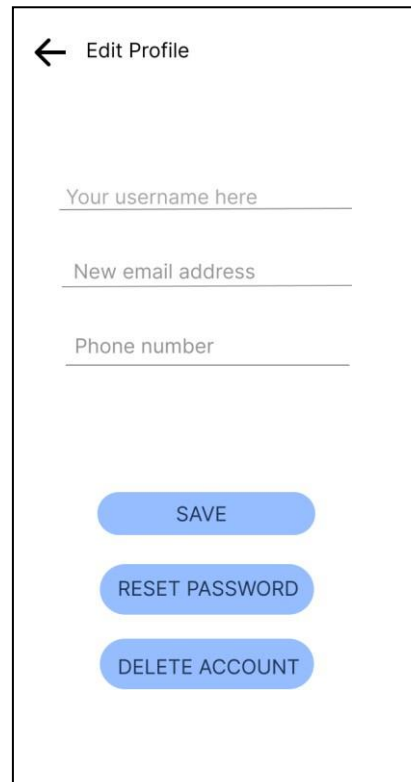 Edit Profile
Your username here
New email address
Phone number
SAVE
RESET PASSWORD
DELETE ACCOUNT